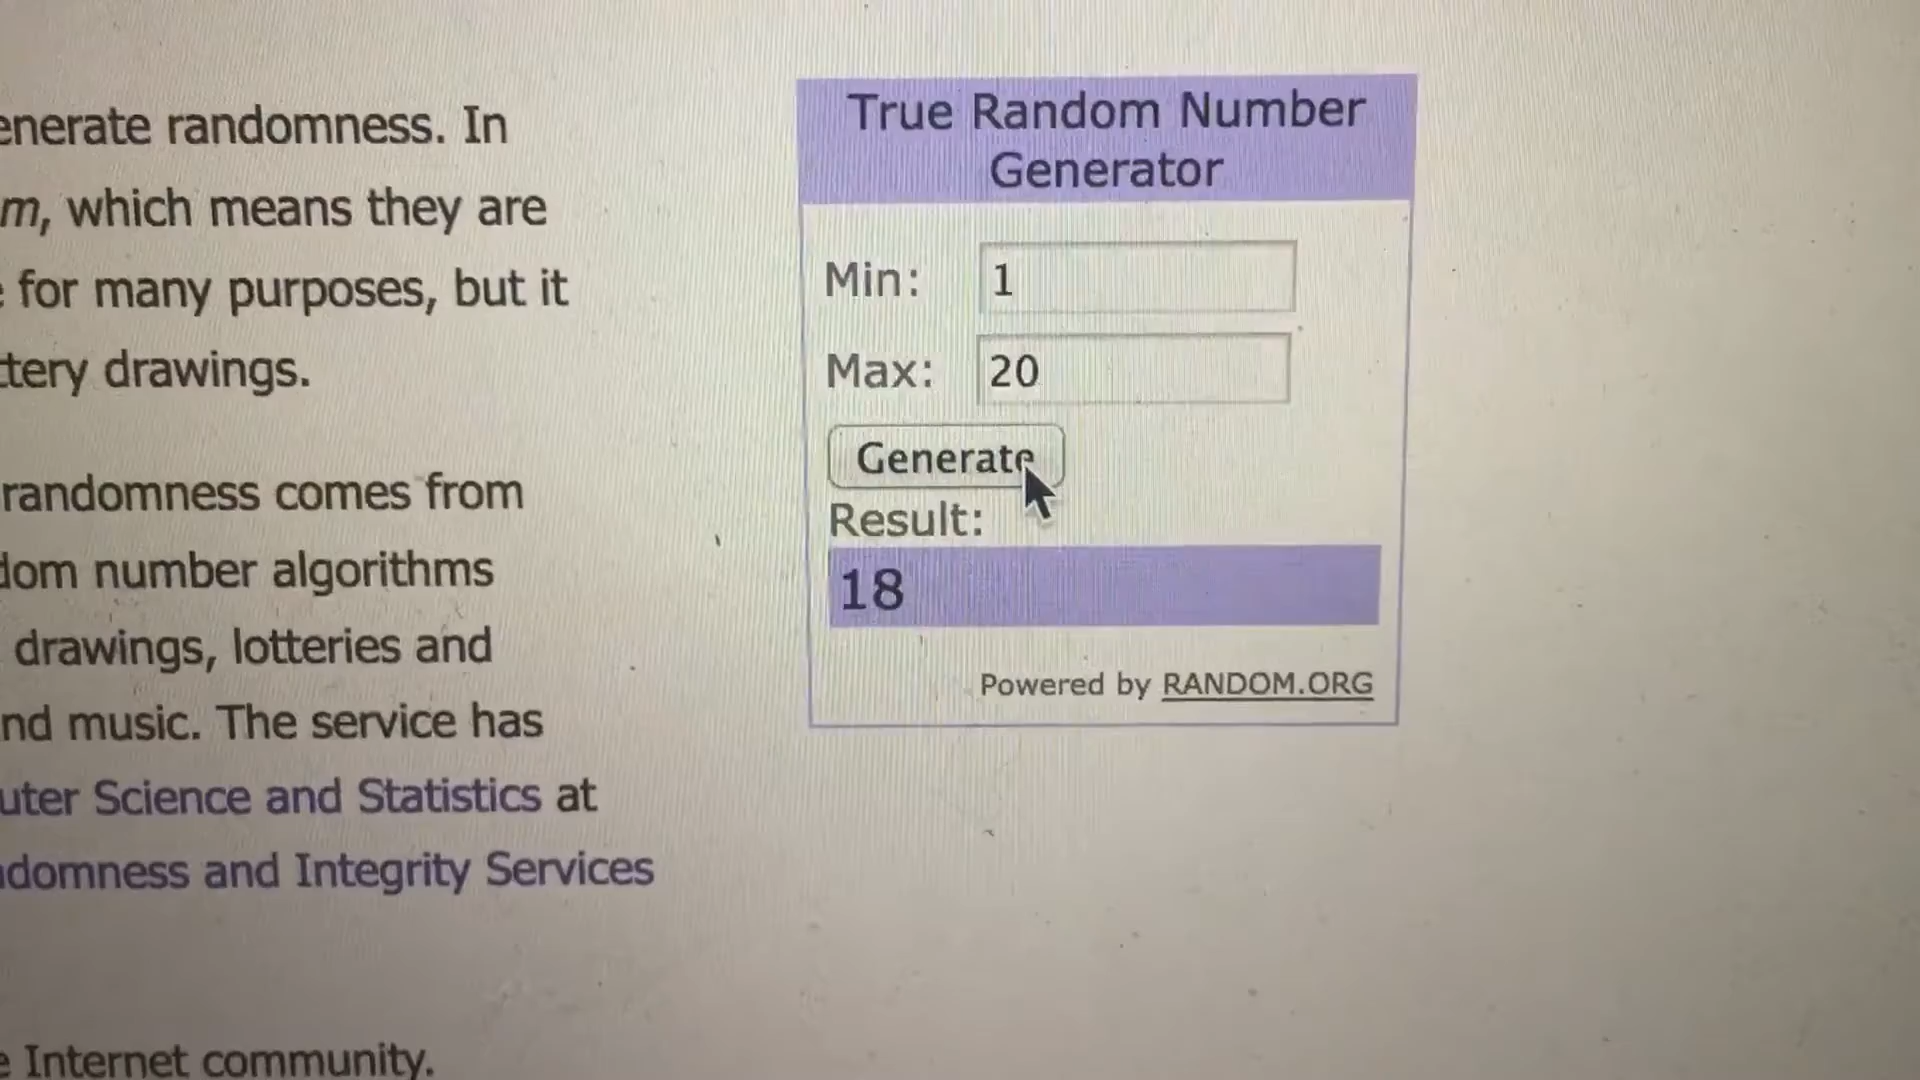 enerate randomness. In
m, which means they are
for many purposes, but it
tery drawings.
randomness comes from
dom number algorithms
drawings, lotteries and
nd music. The service has
uter Science and Statistics at
domness and Integrity Services
Internet community.
True Random Number
Generator
Min: 1
Max: 20
Generate
Result:
18
Powered by RANDOM.ORG